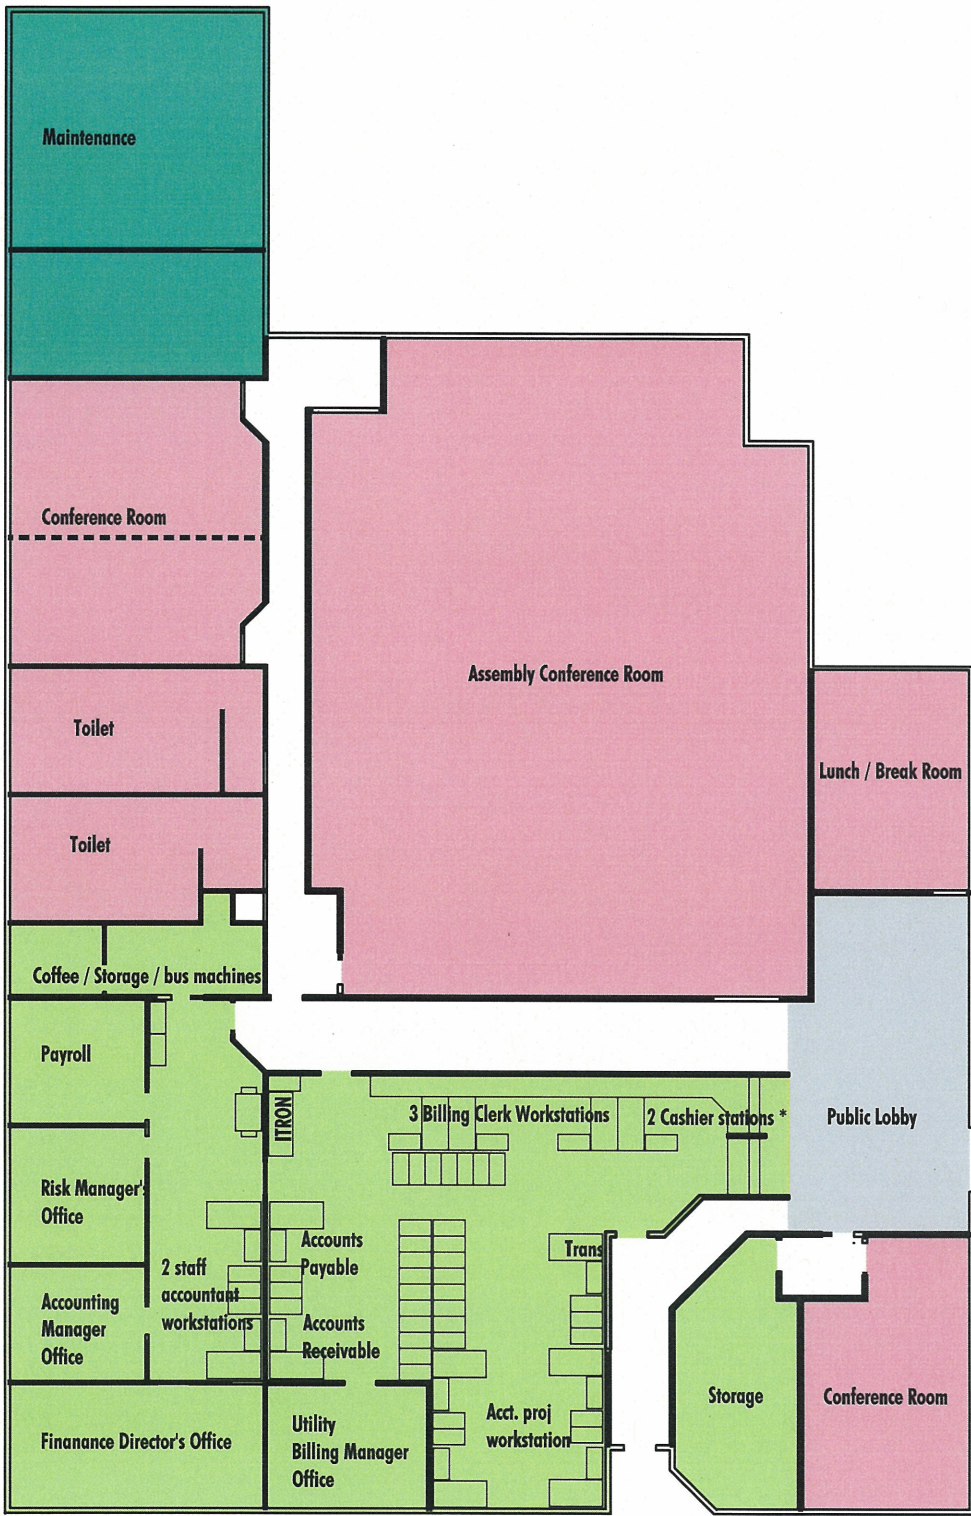 Maintenance
Conference Room
Assembly Conference Room
Toilet
Lunch / Break Room
Toilet
Coffee / Storage / bus machines
Payroll
ITRON
3 Billing Clerk Workstations
2 Cashier stations *
Public Lobby
Risk Manager's
Office
Accounts
Payable
Trans
2 staff
accountant
workstations
Accounting
Manager
Office
Accounts
Receivable
Storage
Conference Room
Finanance Director's Office
Utility
Billing Manager
Office
Acct. proj
workstation